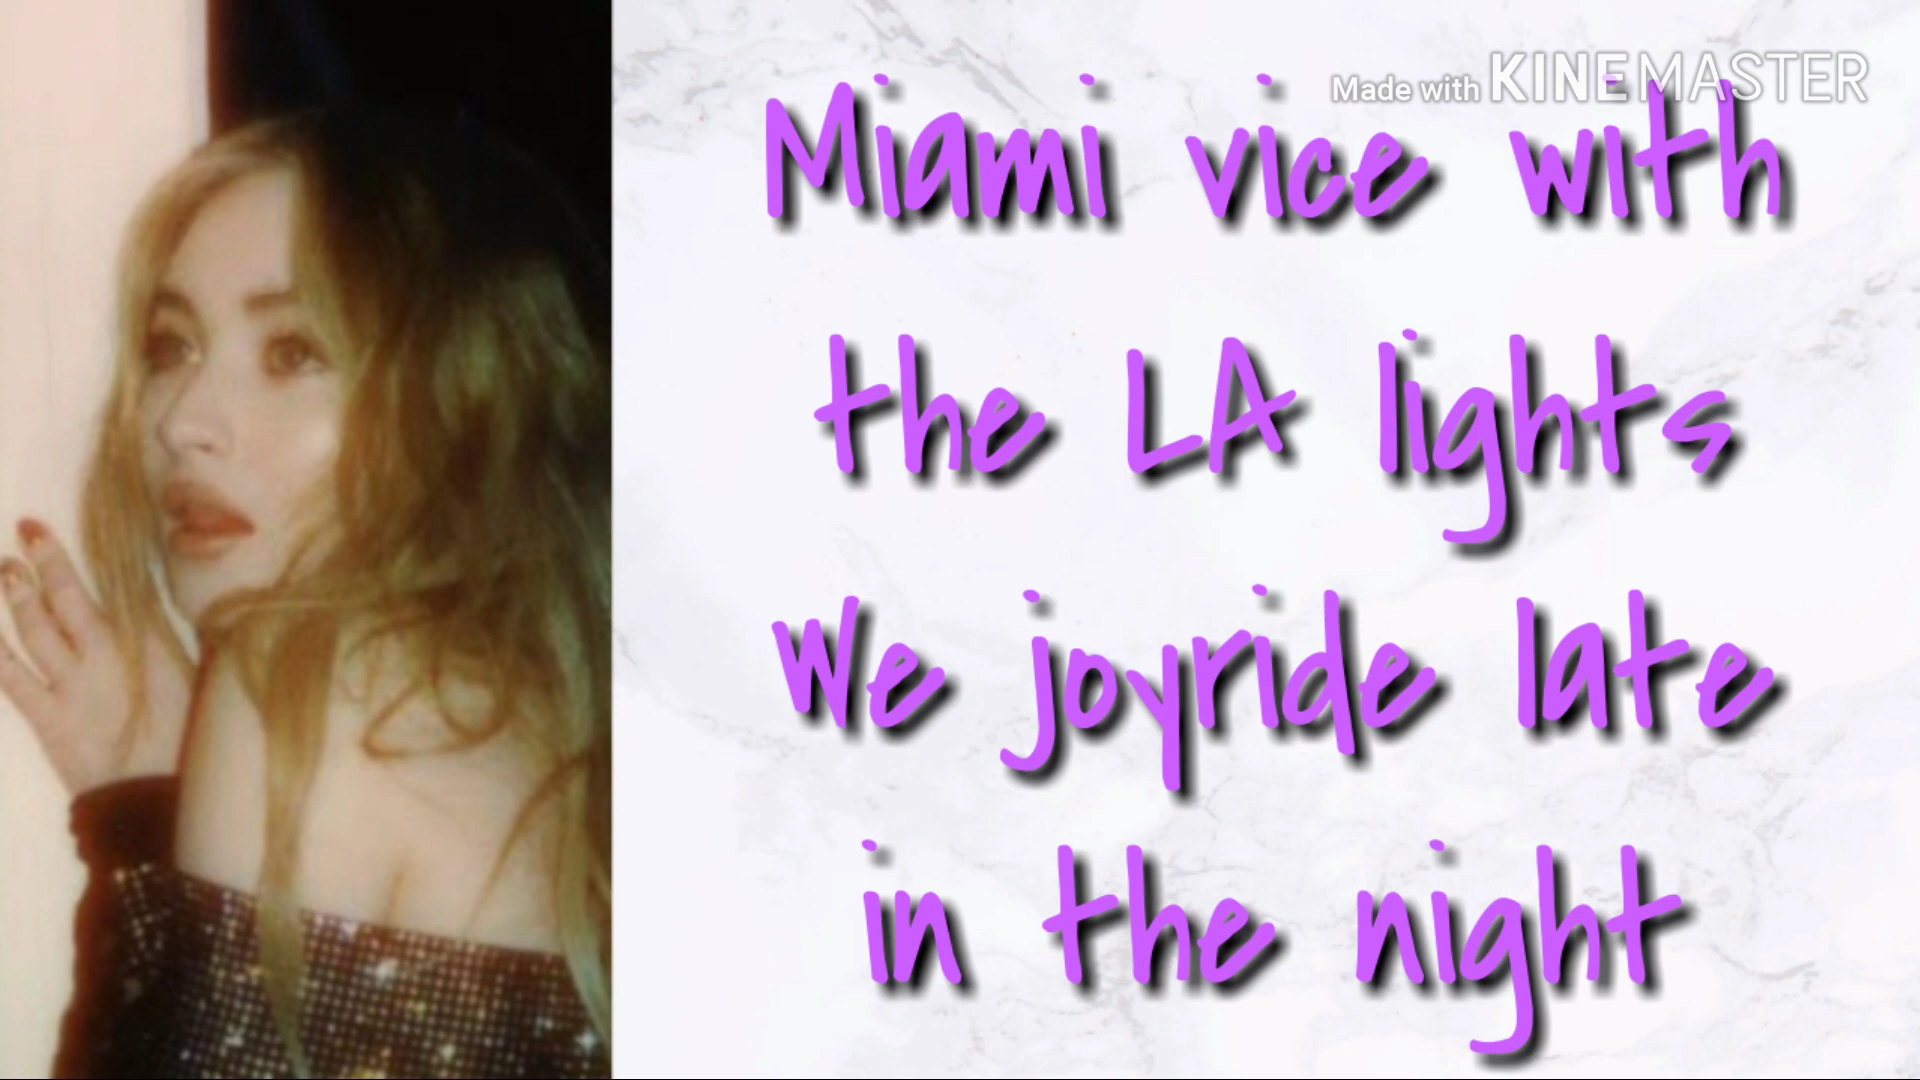 Made with KINEMASTER
Miami vice with
the LA lights
We joyride late
in the night